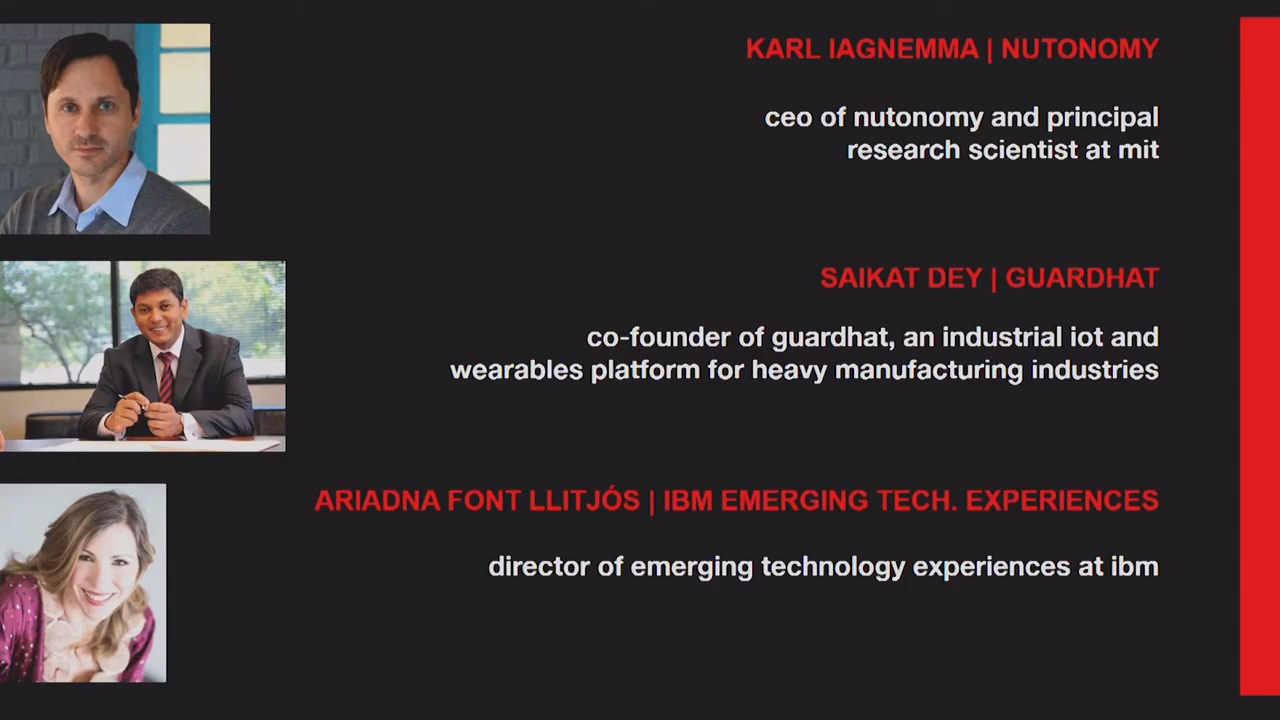 KARL IAGNEMMA | NUTONOMY
ceo of nutonomy and principal
research scientist at mit
SAIKAT DEY | GUARDHAT
co-founder of guardhat, an industrial iot and
wearables platform for heavy manufacturing industries
ARIADNA FONT LLITJÓS | IBM EMERGING TECH. EXPERIENCES
director of emerging technology experiences at ibm